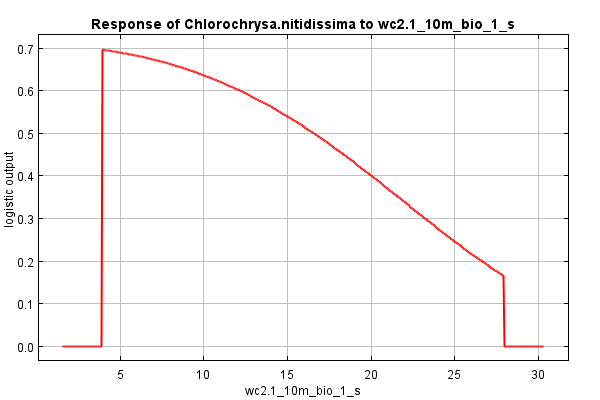 Response of Chlorochrysa.nitidissima to wc2.1_10m_bio_1_s
0.7
0.6
0.5
0.4
0.3
0.2
0.1
0.0
logistic output
5 10 15 20 25 30
wc2.1_10m_bio_1_s